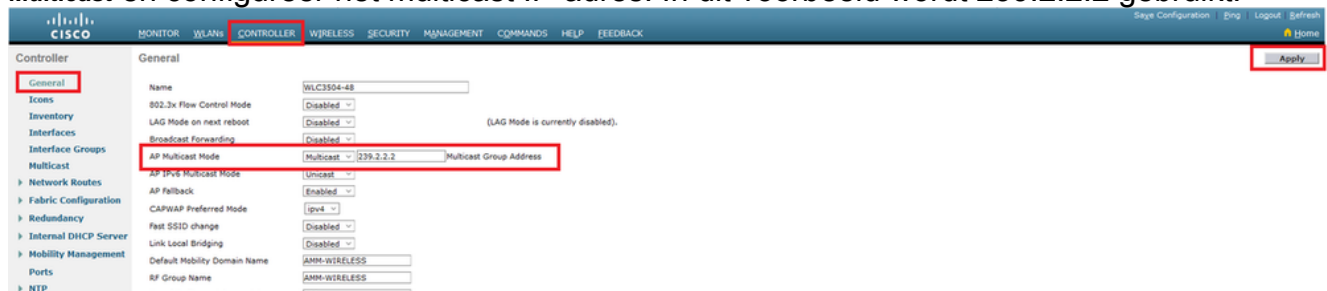 Multicast en configureer het multicast IP-adres. In dit voorbeeld wordt 239.2.2.2 gebruikt.
Save Configuration | Ping | Logout | Refresh
CISCO MONITOR WLANs CONTROLLER WIRELESS SECURITY MANAGEMENT COMMANDS HELP FEEDBACK Home
Controller General Apply
General
Icons
Inventory
Interfaces
Interface Groups
Multicast
Network Routes
Fabric Configuration
Redundancy
Internal DHCP Server
Mobility Management
Ports
NTP
Name WLC3504-48
802.3x Flow Control Mode Disabled
LAG Mode on next reboot Disabled (LAG Mode is currently disabled).
Broadcast Forwarding Disabled
AP Multicast Mode Multicast 239.2.2.2 Multicast Group Address
AP IPv6 Multicast Mode Unicast
AP Fallback Enabled
CAPWAP Preferred Mode ipv4
Fast SSID change Disabled
Link Local Bridging Disabled
Default Mobility Domain Name AMM-WIRELESS
RF Group Name AMM-WIRELESS